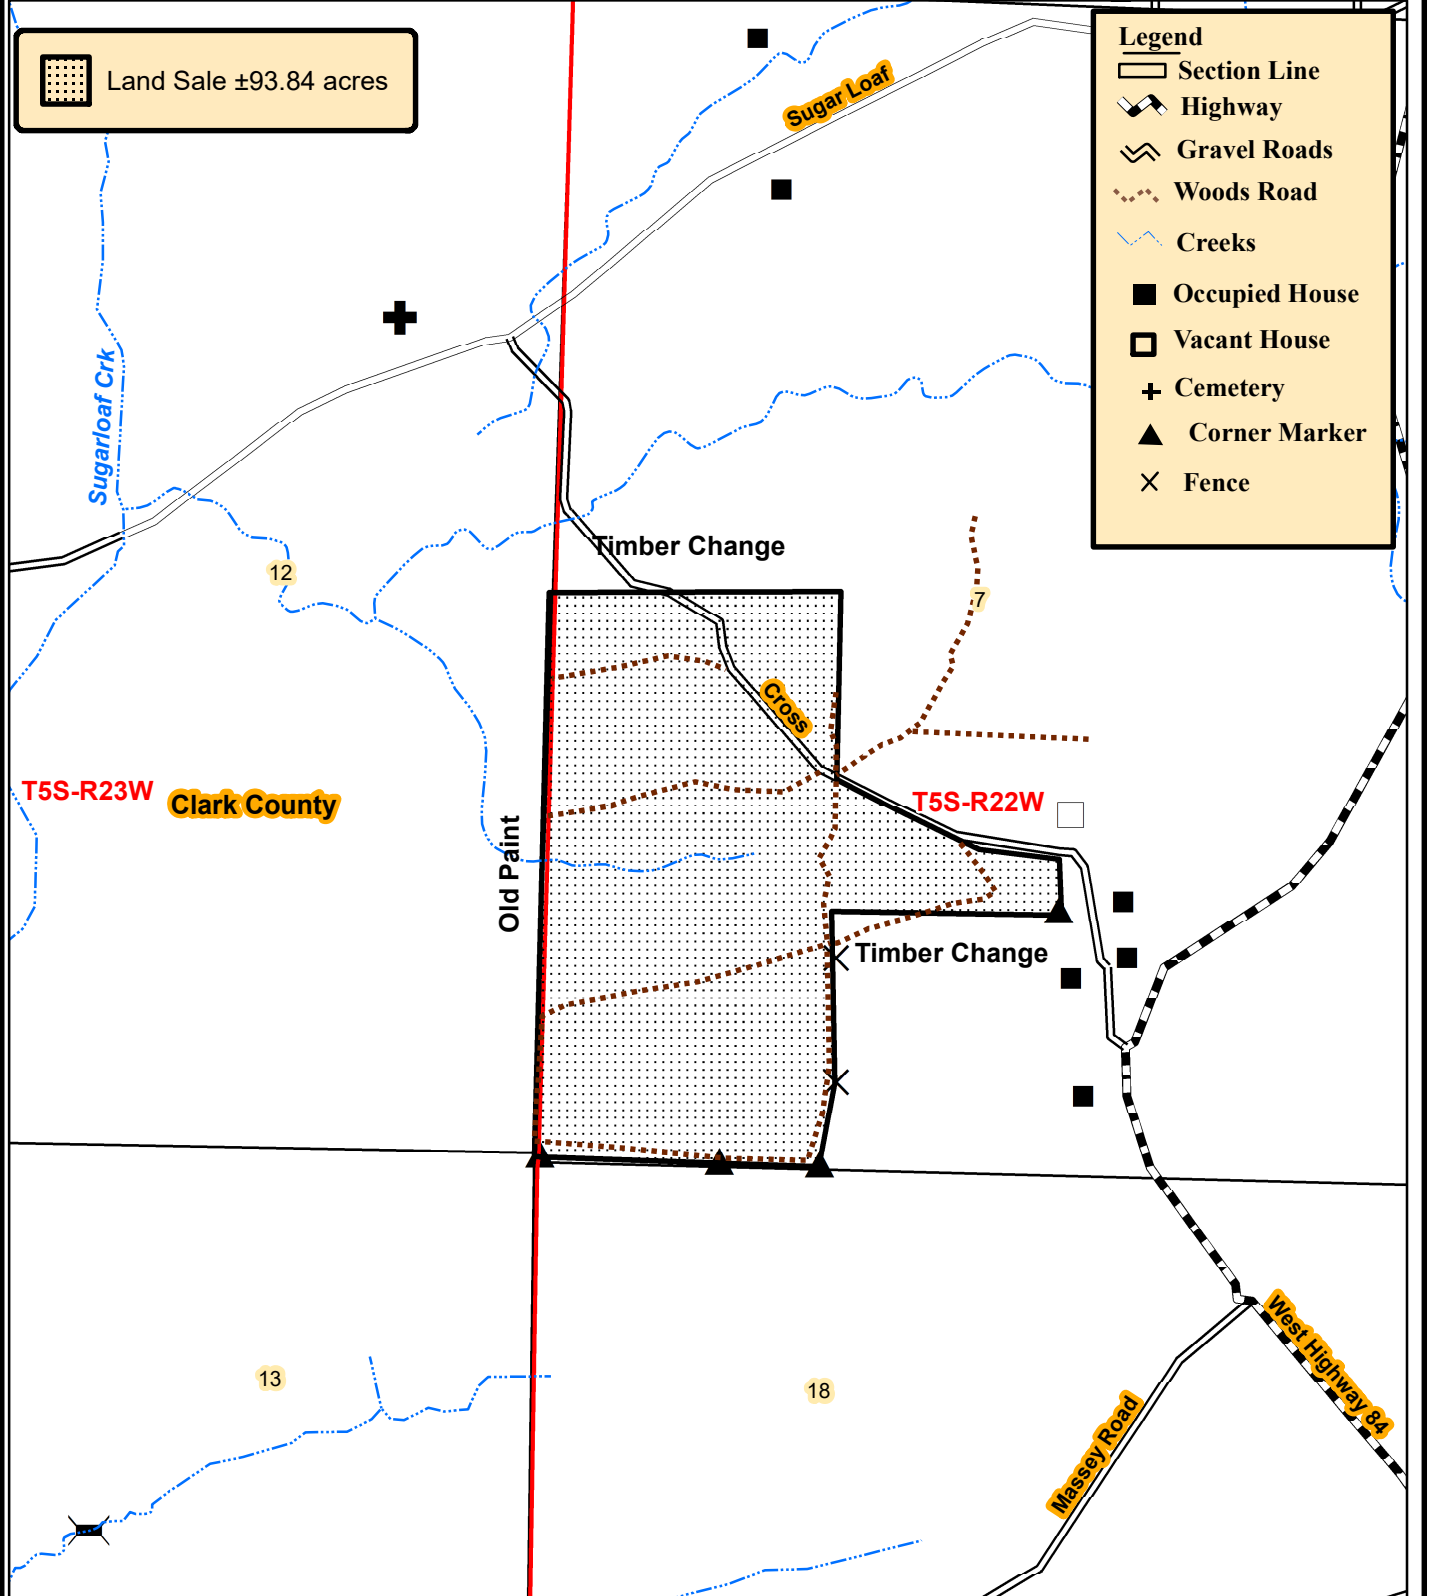 Land Sale ±93.84 acres
Legend
Section Line
Highway
Gravel Roads
Woods Road
Creeks
Occupied House
Vacant House
Cemetery
Corner Marker
Fence
Sugar Loaf
Sugarloaf Crk
Timber Change
12
7
Cross
T5S-R23W
Clark County
T5S-R22W
Old Paint
Timber Change
West Highway 84
13
18
Massey Road